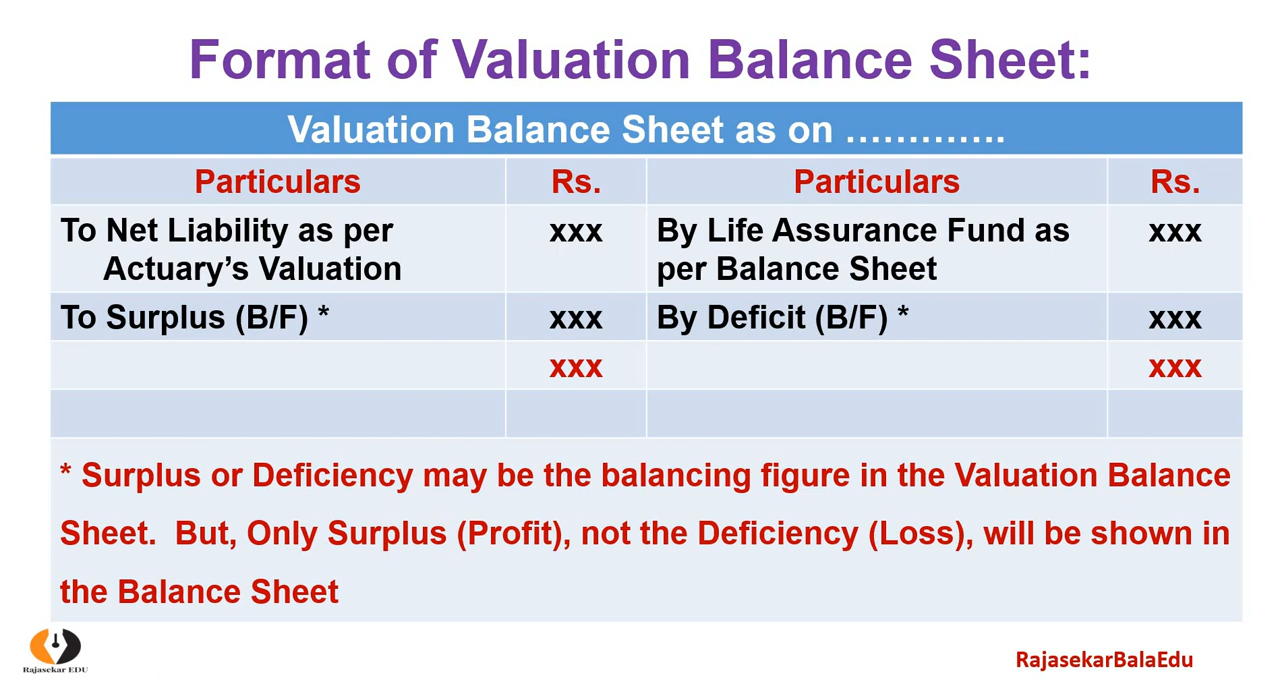 Format of Valuation Balance Sheet:
Valuation Balance Sheet as on ………….
Particulars Rs. Particulars Rs.
To Net Liability as per xxx By Life Assurance Fund as xxx
Actuary’s Valuation per Balance Sheet
To Surplus (B/F) * xxx By Deficit (B/F) * xxx
xxx xxx
* Surplus or Deficiency may be the balancing figure in the Valuation Balance
Sheet. But, Only Surplus (Profit), not the Deficiency (Loss), will be shown in
the Balance Sheet
Rajasekar EDU
RajasekarBalaEdu